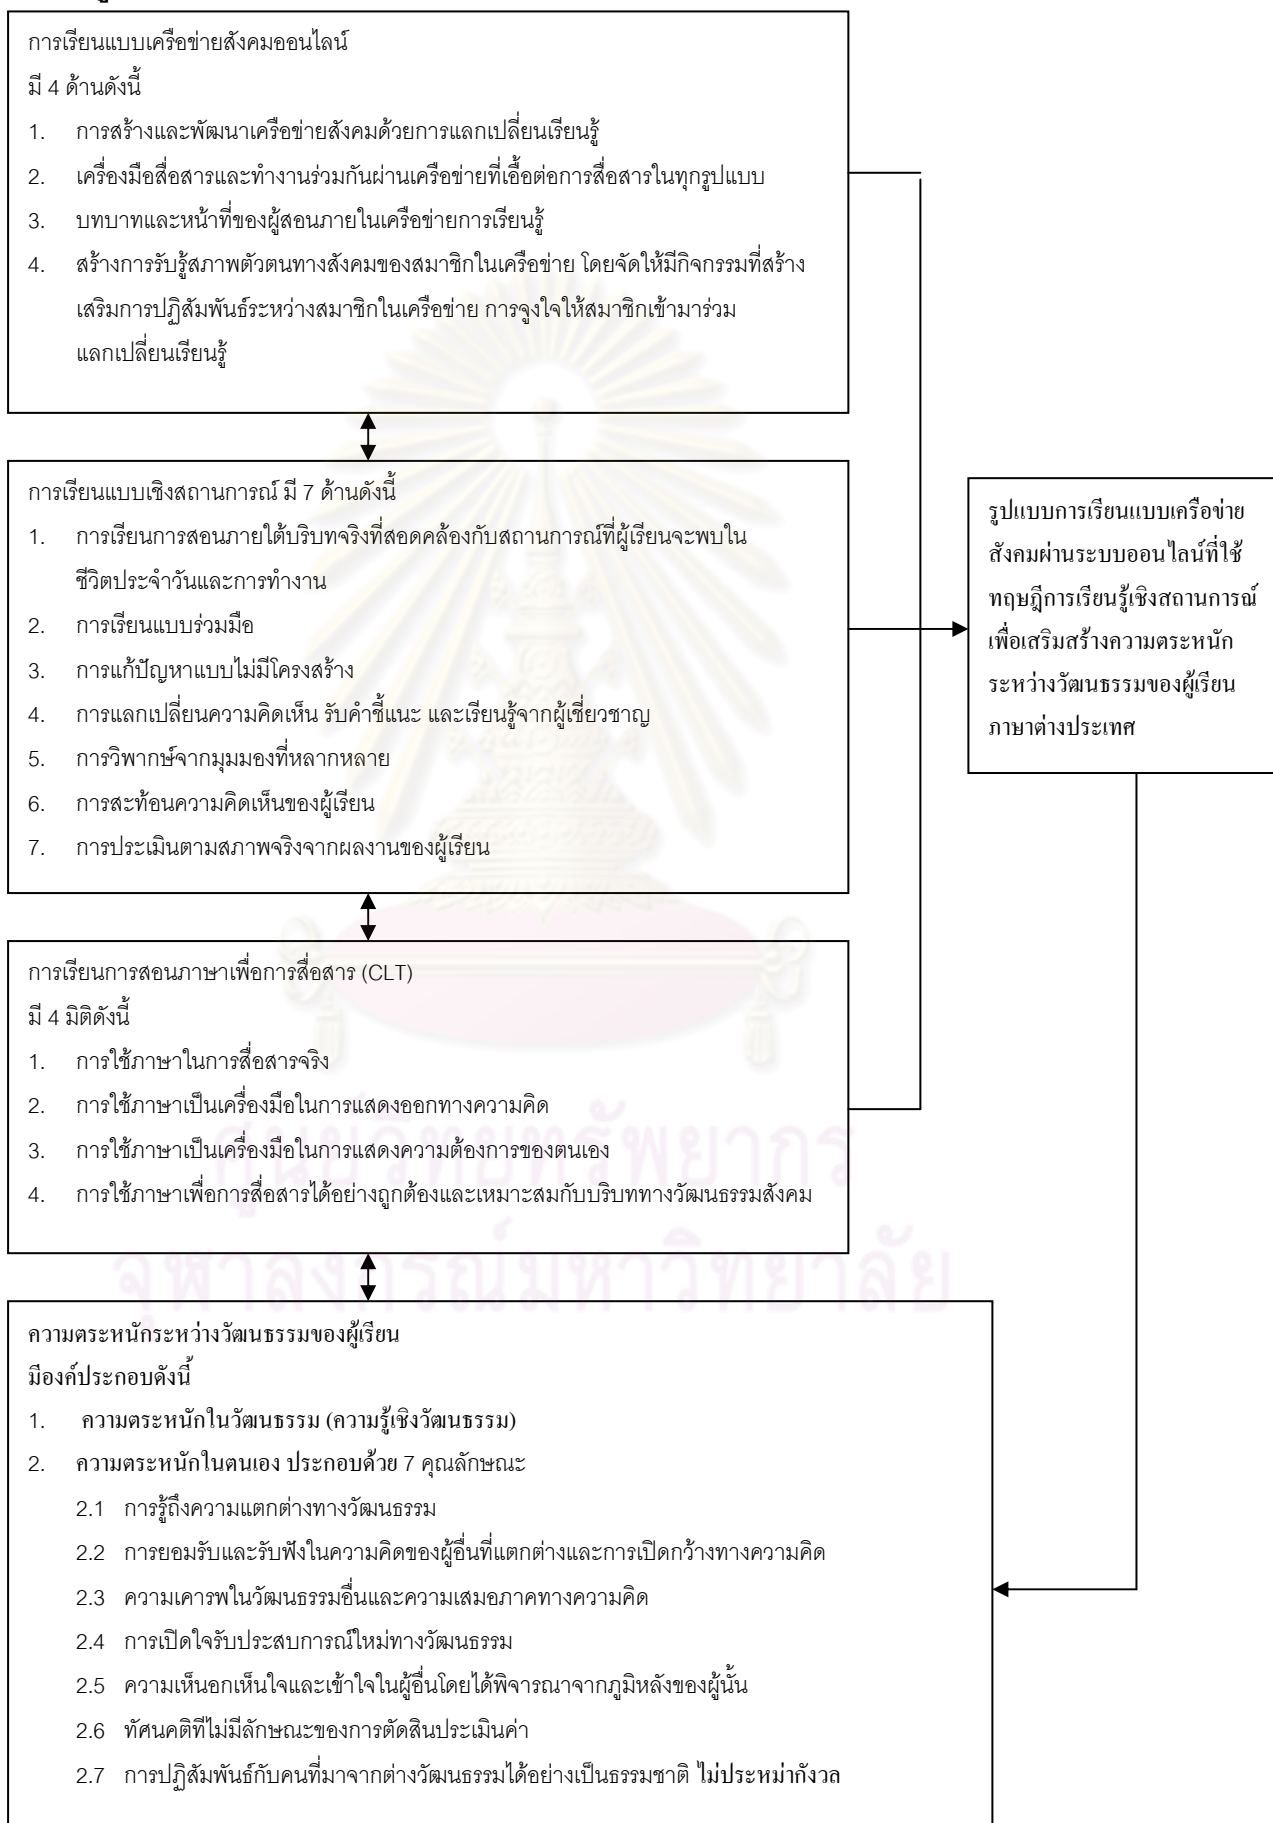 การเรียนแบบเครือข่ายสังคมออนไลน์
มี 4 ด้านดังนี้
1. การสร้างและพัฒนาเครือข่ายสังคมด้วยการแลกเปลี่ยนเรียนรู้
2. เครื่องมือสื่อสารและทำงานร่วมกันผ่านเครือข่ายที่เอื้อต่อการสื่อสารในทุกรูปแบบ
3. บทบาทและหน้าที่ของผู้สอนภายในเครือข่ายการเรียนรู้
4. สร้างการรับรู้สภาพตัวตนทางสังคมของสมาชิกในเครือข่าย โดยจัดให้มีกิจกรรมที่สร้าง
เสริมการปฏิสัมพันธ์ระหว่างสมาชิกในเครือข่าย การจูงใจให้สมาชิกเข้ามาร่วม
แลกเปลี่ยนเรียนรู้
การเรียนแบบเชิงสถานการณ์ มี 7 ด้านดังนี้
1. การเรียนการสอนภายใต้บริบทจริงที่สอดคล้องกับสถานการณ์ที่ผู้เรียนจะพบใน
ชีวิตประจำวันและการทำงาน
2. การเรียนแบบร่วมมือ
3. การแก้ปัญหาแบบไม่มีโครงสร้าง
4. การแลกเปลี่ยนความคิดเห็น รับคำชี้แนะ และเรียนรู้จากผู้เชี่ยวชาญ
5. การวิพากษ์จากมุมมองที่หลากหลาย
6. การสะท้อนความคิดเห็นของผู้เรียน
7. การประเมินตามสภาพจริงจากผลงานของผู้เรียน
รูปแบบการเรียนแบบเครือข่าย
สังคมผ่านระบบออนไลน์ที่ใช้
ทฤษฎีการเรียนรู้เชิงสถานการณ์
เพื่อเสริมสร้างความตระหนัก
ระหว่างวัฒนธรรมของผู้เรียน
ภาษาต่างประเทศ
การเรียนการสอนภาษาเพื่อการสื่อสาร (CLT)
มี 4 มิติดังนี้
1. การใช้ภาษาในการสื่อสารจริง
2. การใช้ภาษาเป็นเครื่องมือในการแสดงออกทางความคิด
3. การใช้ภาษาเป็นเครื่องมือในการแสดงความต้องการของตนเอง
4. การใช้ภาษาเพื่อการสื่อสารได้อย่างถูกต้องและเหมาะสมกับบริบททางวัฒนธรรมสังคม
ศูนย์วิทยทรัพยากร
จุฬาลงกรณ์มหาวิทยาลัย
ความตระหนักระหว่างวัฒนธรรมของผู้เรียน
มีองค์ประกอบดังนี้
1. ความตระหนักในวัฒนธรรม (ความรู้เชิงวัฒนธรรม)
2. ความตระหนักในตนเอง ประกอบด้วย 7 คุณลักษณะ
2.1 การรู้ถึงความแตกต่างทางวัฒนธรรม
2.2 การยอมรับและรับฟังในความคิดของผู้อื่นที่แตกต่างและการเปิดกว้างทางความคิด
2.3 ความเคารพในวัฒนธรรมอื่นและความเสมอภาคทางความคิด
2.4 การเปิดใจรับประสบการณ์ใหม่ทางวัฒนธรรม
2.5 ความเห็นอกเห็นใจและเข้าใจในผู้อื่นโดยได้พิจารณาจากภูมิหลังของผู้นั้น
2.6 ทัศนคติทีไม่มีลักษณะของการตัดสินประเมินค่า
2.7 การปฏิสัมพันธ์กับคนที่มาจากต่างวัฒนธรรมได้อย่างเป็นธรรมชาติ ไม่ประหม่ากังวล